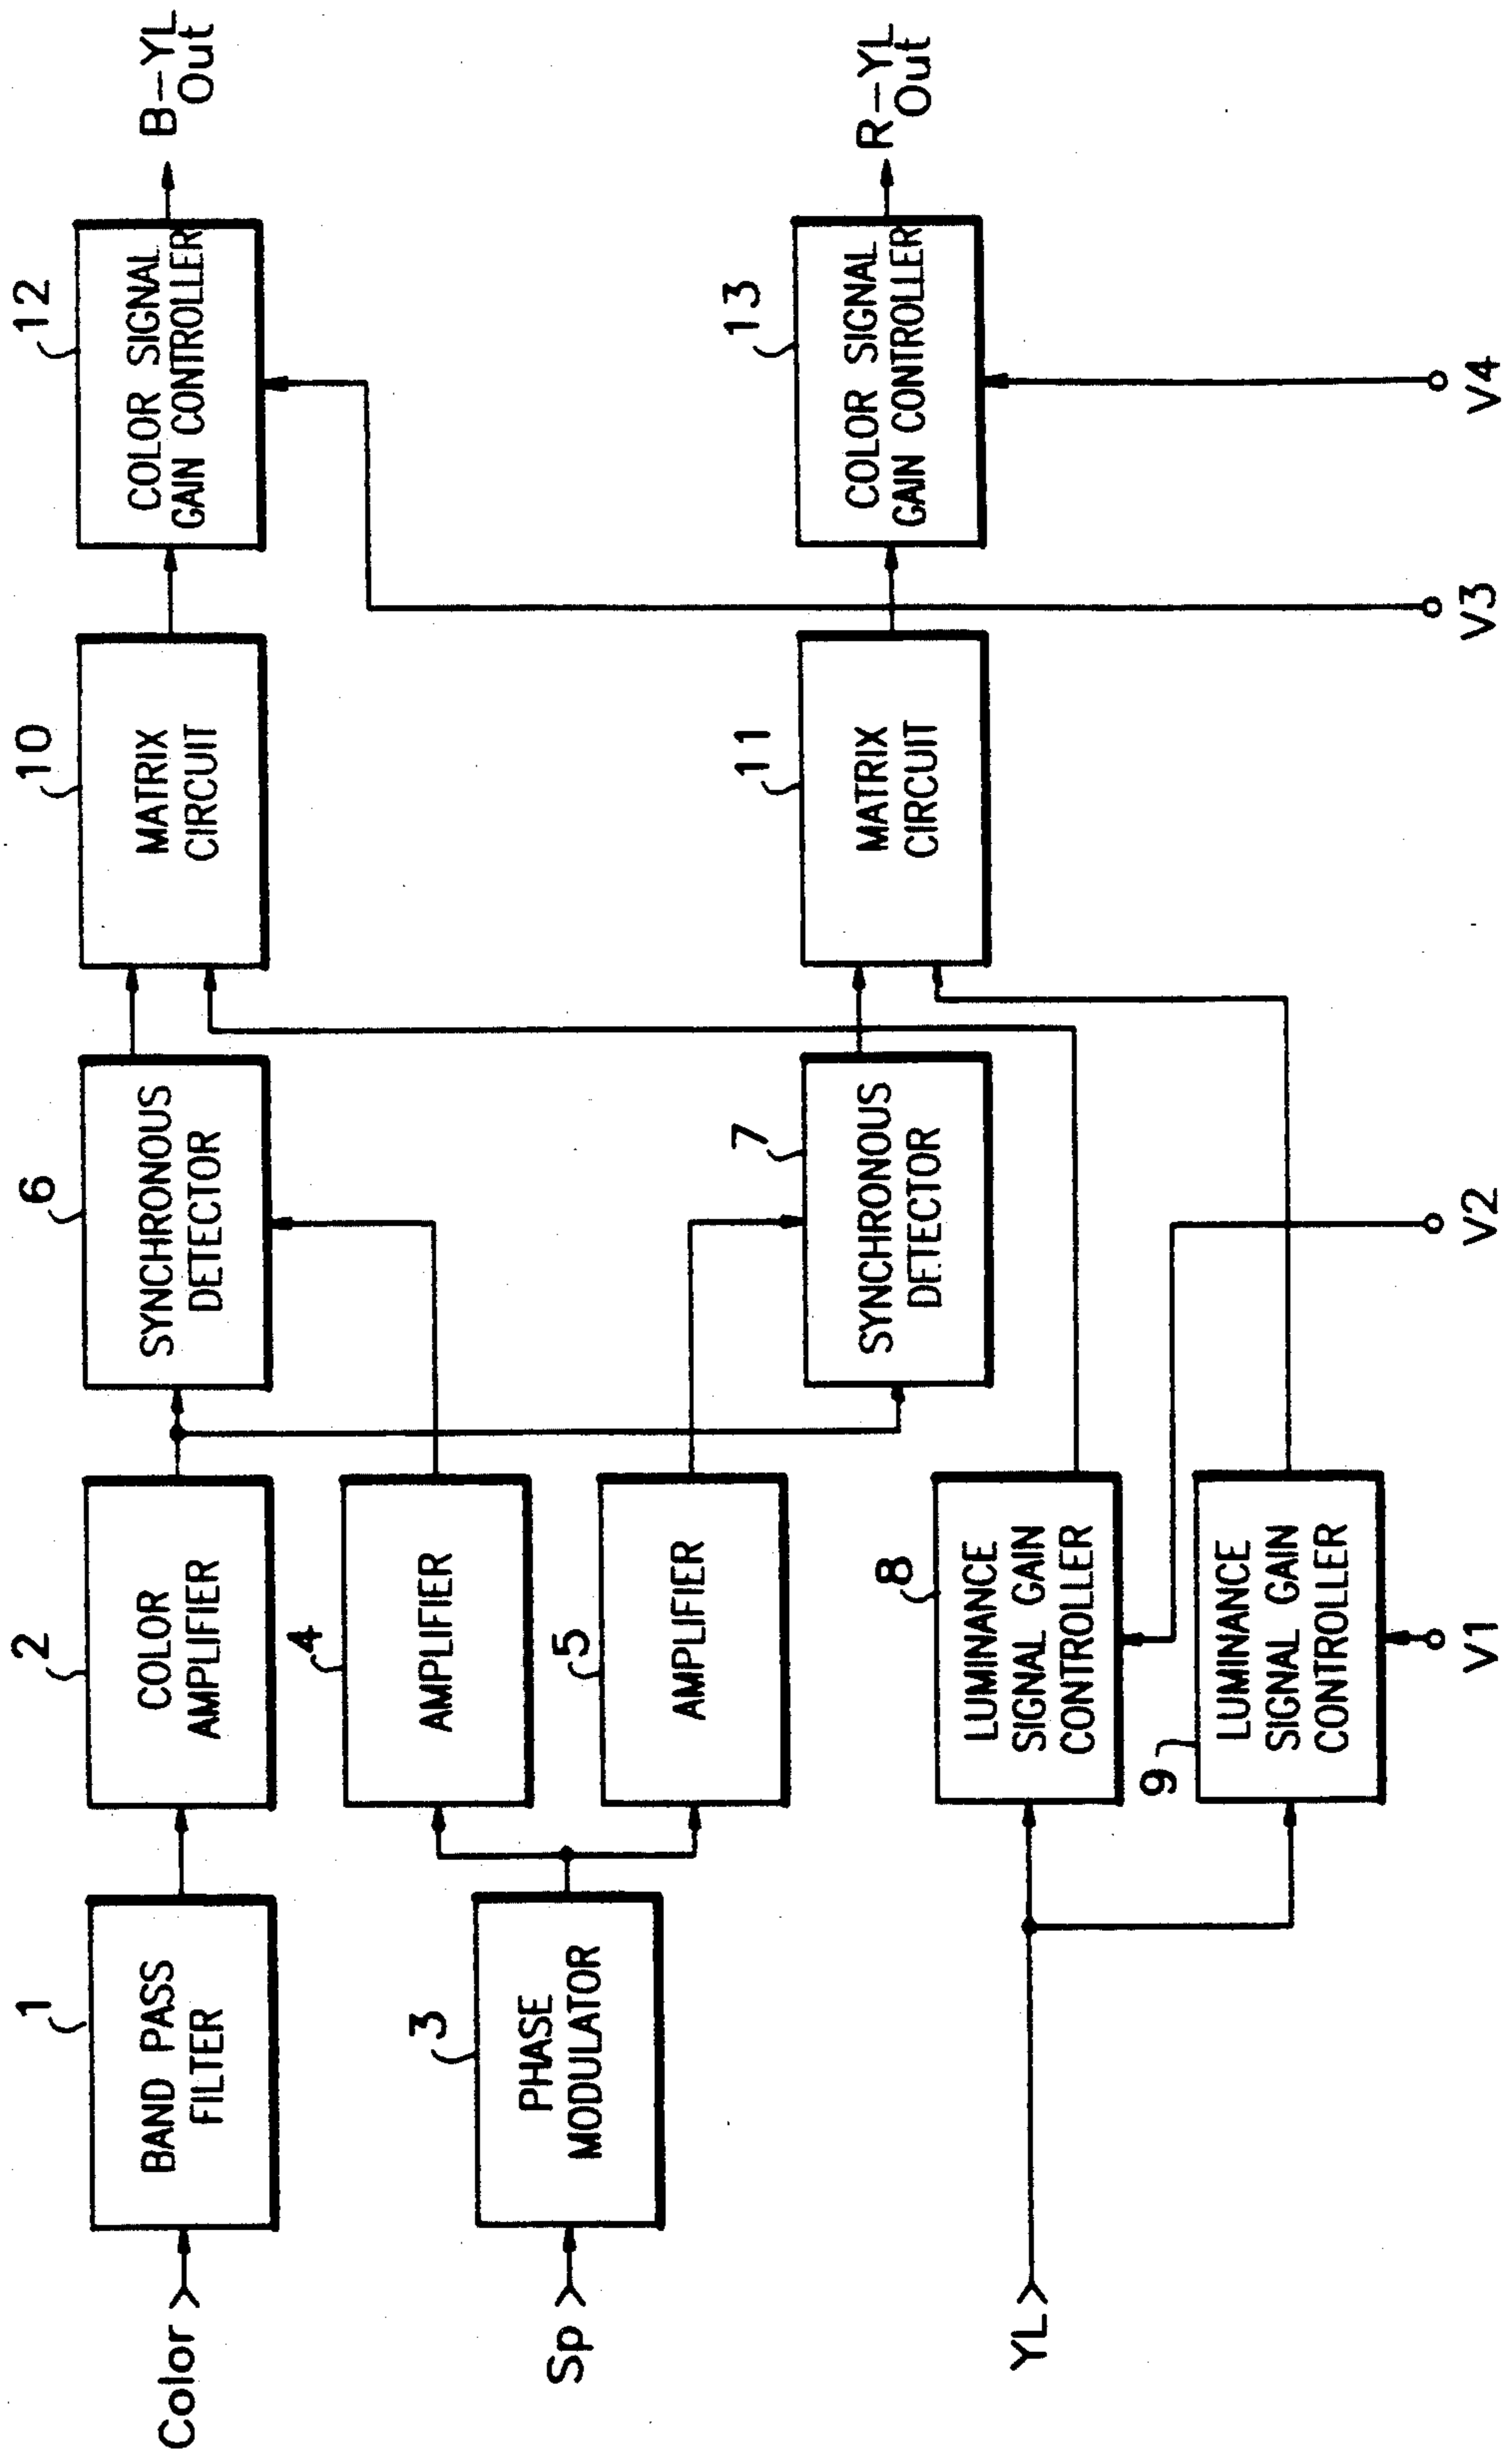 Color
1
BAND PASS
FILTER
2
COLOR
AMPLIFIER
6
SYNCHRONOUS
DETECTOR
10
MATRIX
CIRCUIT
12
COLOR SIGNAL
GAIN CONTROLLER
B-YL
Out
Sp
3
PHASE
MODULATOR
4
AMPLIFIER
5
AMPLIFIER
7
SYNCHRONOUS
DETECTOR
11
MATRIX
CIRCUIT
13
COLOR SIGNAL
GAIN CONTROLLER
R-YL
Out
YL
8
LUMINANCE
SIGNAL GAIN
CONTROLLER
9
LUMINANCE
SIGNAL GAIN
CONTROLLER
V1
V2
V3
V4